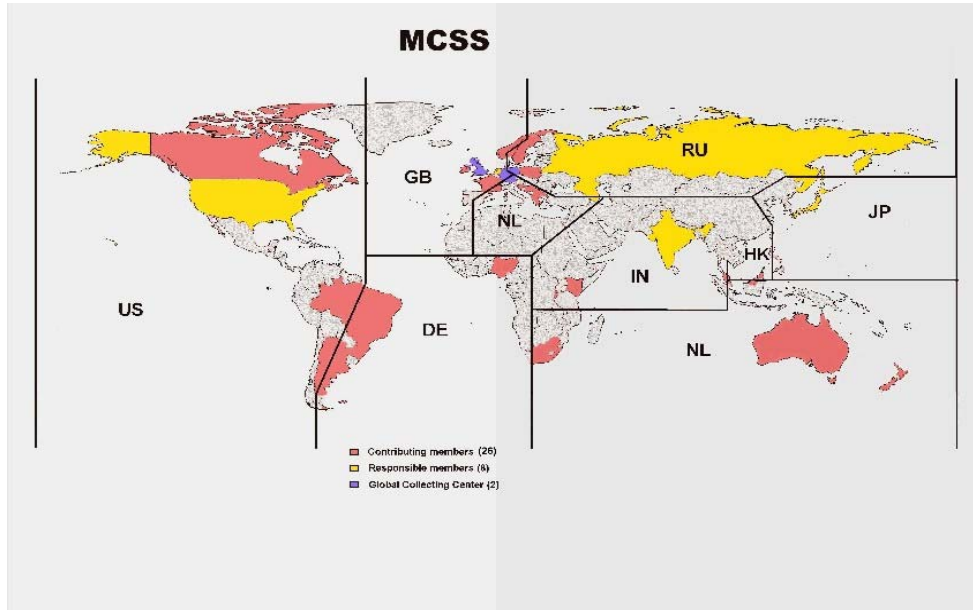 MCSS
RU
GB
NL
JP
HK
IN
US
DE
NL
Contributing members (26)
Responsible members (6)
Global Collecting Center (2)